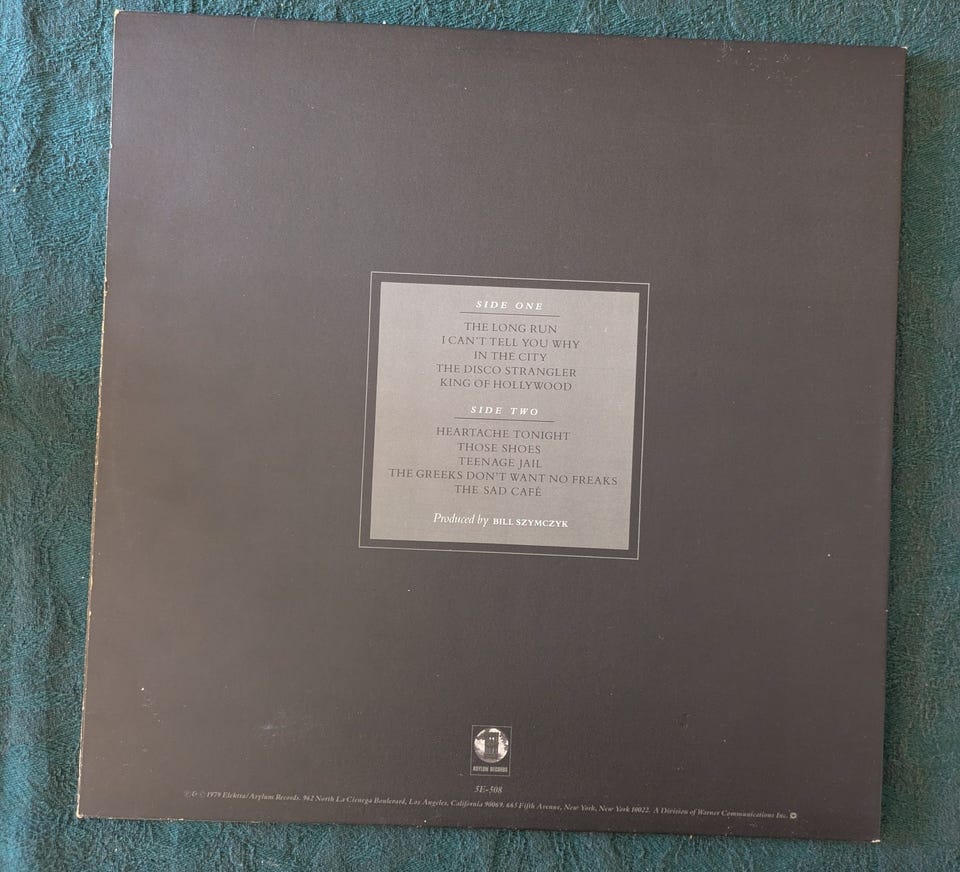 SIDE ONE
THE LONG RUN
I CAN'T TELL YOU WHY
IN THE CITY
THE DISCO STRANGLER
KING OF HOLLYWOOD
SIDE TWO
HEARTACHE TONIGHT
THOSE SHOES
TEENAGE JAIL
THE GREEKS DON'T WANT NO FREAKS
THE SAD CAFÉ
Produced by BILL SZYMCZYK
ASYLUM RECORDS
5E-508
℗ & © 1979 Elektra/Asylum Records. 962 North La Cienega Boulevard, Los Angeles, California 90069. 665 Fifth Avenue, New York, New York 10022. A Division of Warner Communications Inc.